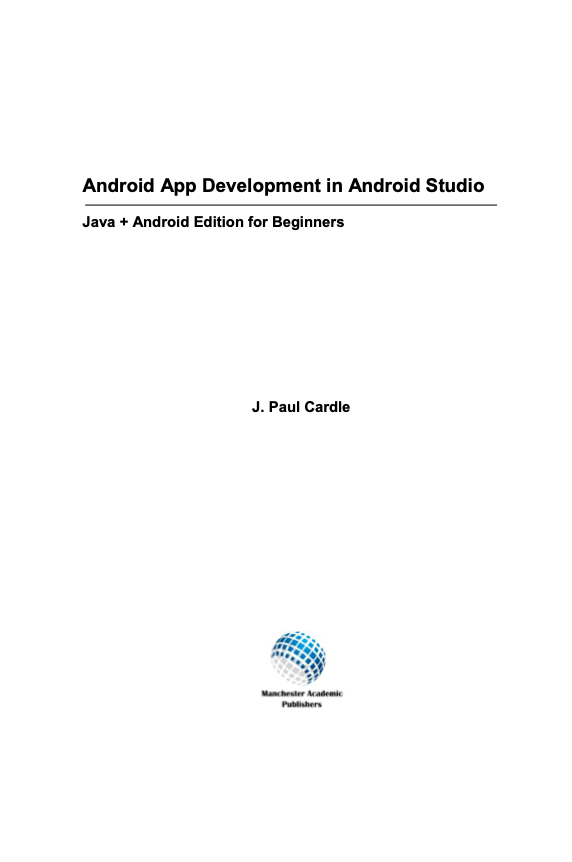 Android App Development in Android Studio
Java + Android Edition for Beginners
J. Paul Cardle
Manchester Academic
Publishers